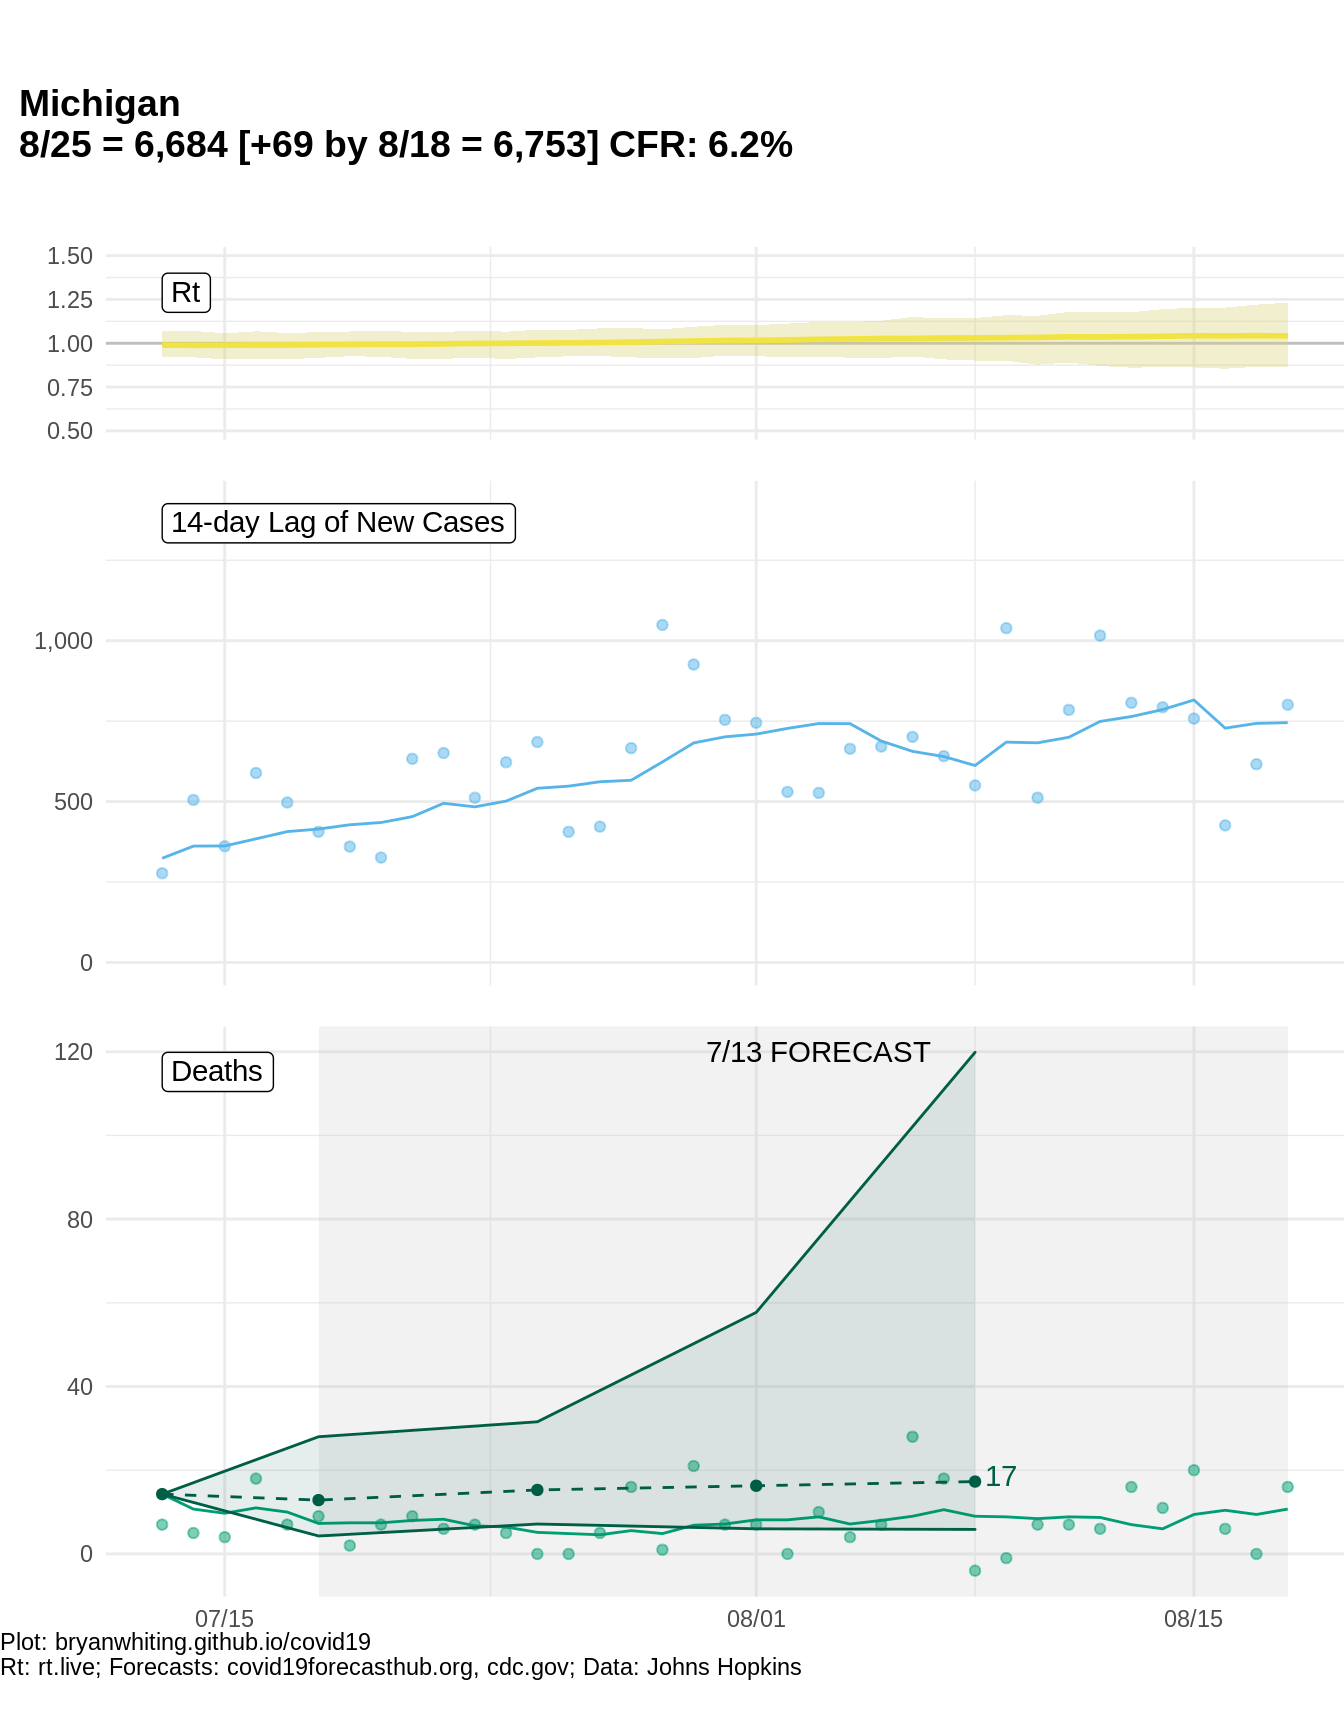 Michigan
8/25 = 6,684 [+69 by 8/18 = 6,753] CFR: 6.2%
1.50
Rt
1.25
1.00
0.75
0.50
14-day Lag of New Cases
1,000
500
0
7/13 FORECAST
120
Deaths
80
40
17
0
07/15 08/01 08/15
Plot: bryanwhiting.github.io/covid19
Rt: rt.live; Forecasts: covid19forecasthub.org, cdc.gov; Data: Johns Hopkins